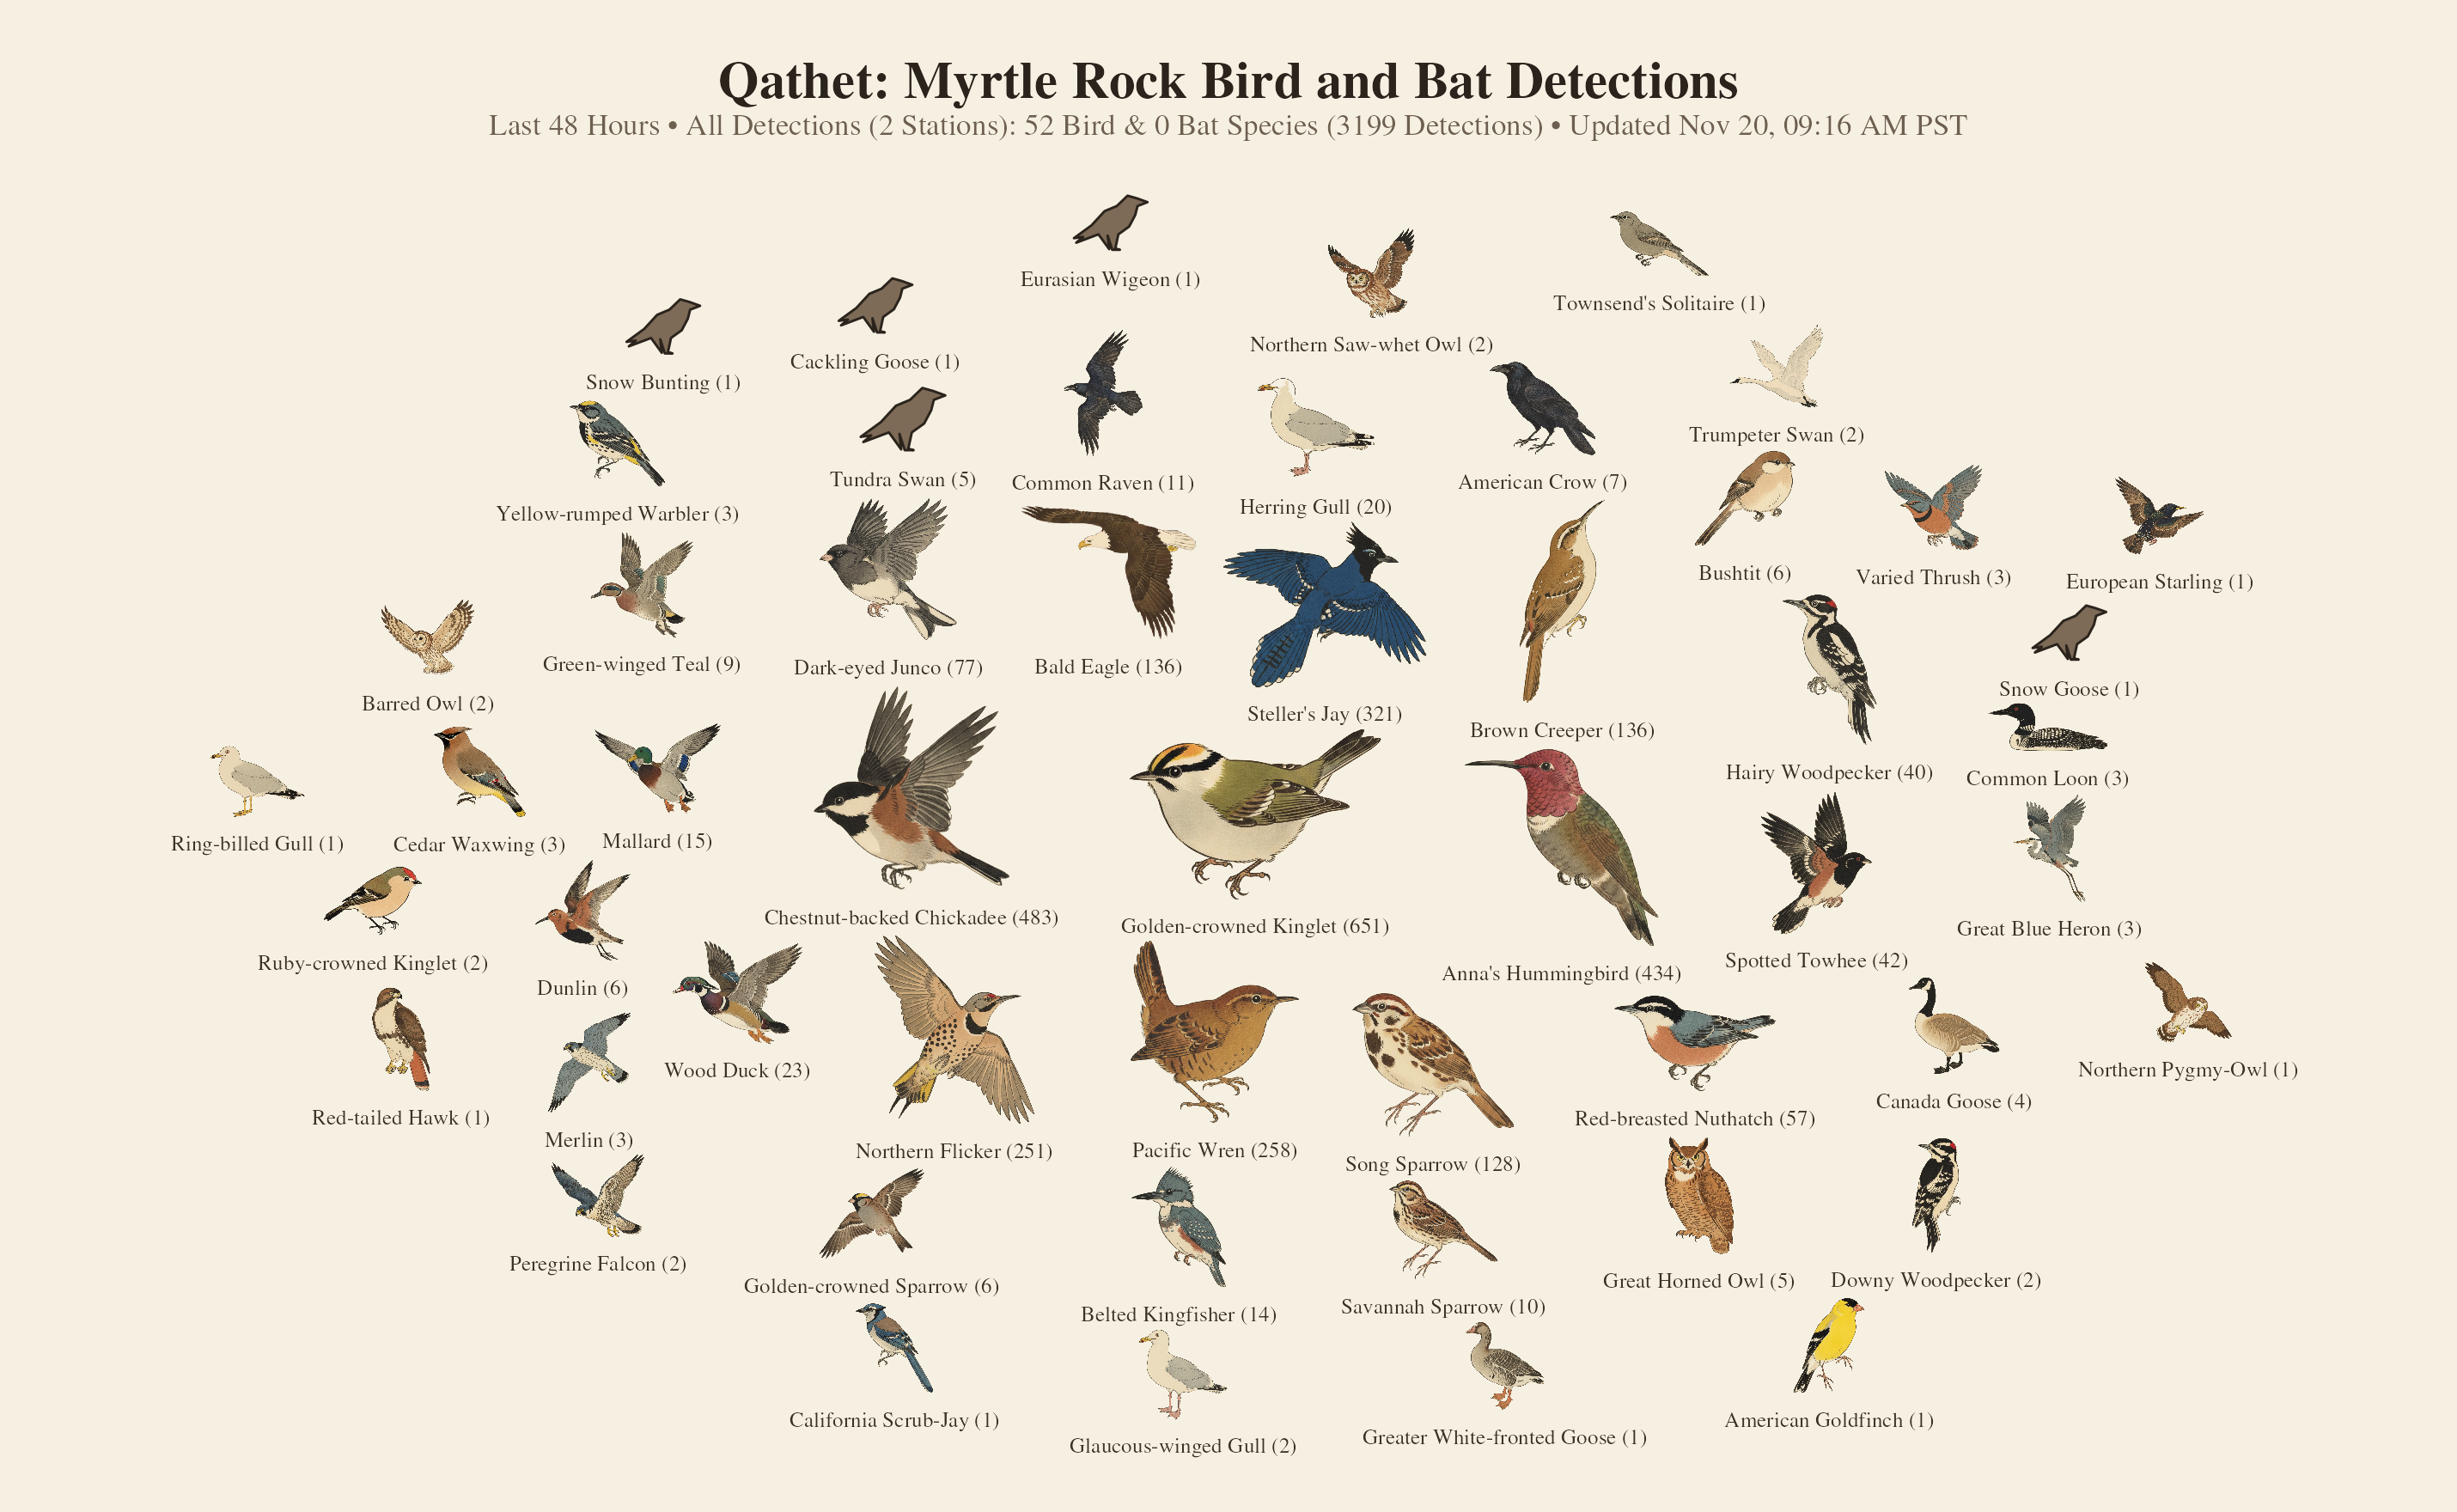 Qathet: Myrtle Rock Bird and Bat Detections
Last 48 Hours • All Detections (2 Stations): 52 Bird & 0 Bat Species (3199 Detections) • Updated Nov 20, 09:16 AM PST
Eurasian Wigeon (1)
Townsend's Solitaire (1)
Northern Saw-whet Owl (2)
Cackling Goose (1)
Snow Bunting (1)
Trumpeter Swan (2)
Tundra Swan (5)
Common Raven (11)
American Crow (7)
Herring Gull (20)
Yellow-rumped Warbler (3)
Bushtit (6)
Varied Thrush (3)
European Starling (1)
Green-winged Teal (9)
Dark-eyed Junco (77)
Bald Eagle (136)
Snow Goose (1)
Barred Owl (2)
Steller's Jay (321)
Brown Creeper (136)
Hairy Woodpecker (40)
Common Loon (3)
Ring-billed Gull (1)
Cedar Waxwing (3)
Mallard (15)
Chestnut-backed Chickadee (483)
Golden-crowned Kinglet (651)
Great Blue Heron (3)
Ruby-crowned Kinglet (2)
Spotted Towhee (42)
Anna's Hummingbird (434)
Dunlin (6)
Wood Duck (23)
Northern Pygmy-Owl (1)
Canada Goose (4)
Red-tailed Hawk (1)
Red-breasted Nuthatch (57)
Merlin (3)
Northern Flicker (251)
Pacific Wren (258)
Song Sparrow (128)
Peregrine Falcon (2)
Great Horned Owl (5)
Downy Woodpecker (2)
Golden-crowned Sparrow (6)
Savannah Sparrow (10)
Belted Kingfisher (14)
California Scrub-Jay (1)
American Goldfinch (1)
Greater White-fronted Goose (1)
Glaucous-winged Gull (2)